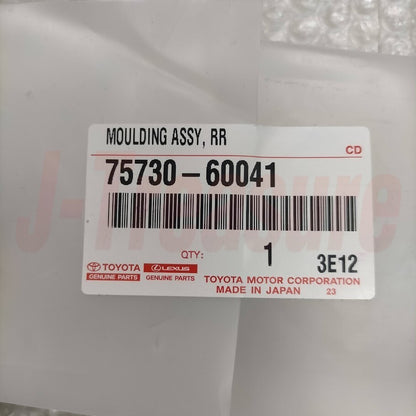 MOULDING ASSY, RR
CD
75730-60041
QTY: 1 3E12
TOYOTA LEXUS
GENUINE PARTS GENUINE PARTS
TOYOTA MOTOR CORPORATION
MADE IN JAPAN 23
J-Treasure